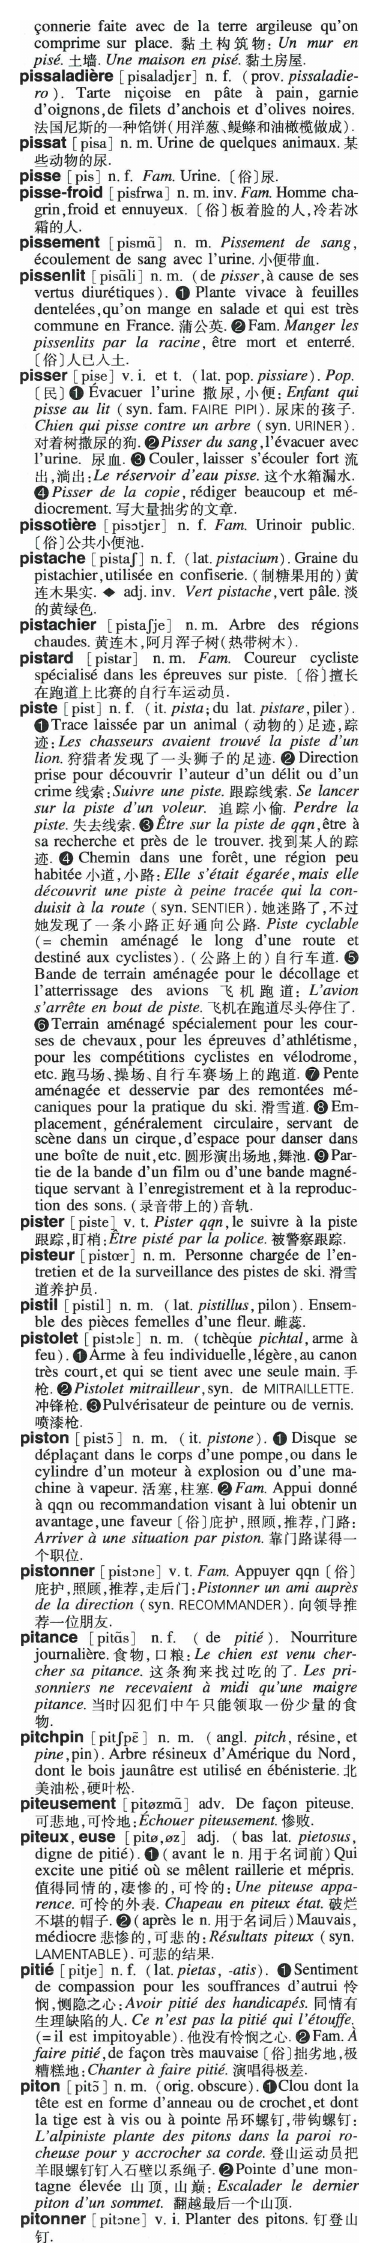 çonnerie faite avec de la terre argileuse qu'on
comprime sur place. 黏土构筑物: Un mur en
pisé. 土墙. Une maison en pisé. 黏土房屋.
pissaladière [pisaladjɛr] n. f. (prov. pissaladie-
ro). Tarte niçoise en pâte à pain, garnie
d'oignons, de filets d'anchois et d'olives noires.
法国尼斯的一种馅饼(用洋葱、鳀鲦和油橄榄做成).
pissat [pisa] n. m. Urine de quelques animaux. 某
些动物的尿.
pisse [pis] n. f. Fam. Urine. 〔俗〕尿.
pisse-froid [pisfrwa] n. m. inv. Fam. Homme cha-
grin, froid et ennuyeux. 〔俗〕板着脸的人, 冷若冰
霜的人.
pissement [pismɑ̃] n. m. Pissement de sang,
écoulement de sang avec l'urine. 小便带血.
pissenlit [pisɑ̃li] n. m. (de pisser, à cause de ses
vertus diurétiques). ❶ Plante vivace à feuilles
dentelées, qu'on mange en salade et qui est très
commune en France. 蒲公英. ❷ Fam. Manger les
pissenlits par la racine, être mort et enterré.
〔俗〕人已入土.
pisser [pise] v. i. et t. (lat. pop. pissiare). Pop.
〔民〕❶ Évacuer l'urine 撒尿, 小便: Enfant qui
pisse au lit (syn. fam. FAIRE PIPI). 尿床的孩子.
Chien qui pisse contre un arbre (syn. URINER).
对着树撒尿的狗. ❷ Pisser du sang, l'évacuer avec
l'urine. 尿血. ❸ Couler, laisser s'écouler fort 流
出, 淌出: Le réservoir d'eau pisse. 这个水箱漏水.
❹ Pisser de la copie, rédiger beaucoup et mé-
diocrement. 写大量拙劣的文章.
pissotière [pisɔtjɛr] n. f. Fam. Urinoir public.
〔俗〕公共小便池.
pistache [pistaʃ] n. f. (lat. pistacium). Graine du
pistachier, utilisée en confiserie. (制糖果用的) 黄
连木果实. ◆ adj. inv. Vert pistache, vert pâle. 淡
的黄绿色.
pistachier [pistaʃje] n. m. Arbre des régions
chaudes. 黄连木, 阿月浑子树(热带树木).
pistard [pistar] n. m. Fam. Coureur cycliste
spécialisé dans les épreuves sur piste. 〔俗〕擅长
在跑道上比赛的自行车运动员.
piste [pist] n. f. (it. pista; du lat. pistare, piler).
❶ Trace laissée par un animal (动物的) 足迹, 踪
迹: Les chasseurs avaient trouvé la piste d'un
lion. 狩猎者发现了一头狮子的足迹. ❷ Direction
prise pour découvrir l'auteur d'un délit ou d'un
crime 线索: Suivre une piste. 跟踪线索. Se lancer
sur la piste d'un voleur. 追踪小偷. Perdre la
piste. 失去线索. ❸ Être sur la piste de qqn, être à
sa recherche et près de le trouver. 找到某人的踪
迹. ❹ Chemin dans une forêt, une région peu
habitée 小道, 小路: Elle s'était égarée, mais elle
découvrit une piste à peine tracée qui la con-
duisit à la route (syn. SENTIER). 她迷路了, 不过
她发现了一条小路正好通向公路. Piste cyclable
(= chemin aménagé le long d'une route et
destiné aux cyclistes). (公路上的) 自行车道. ❺
Bande de terrain aménagée pour le décollage et
l'atterrissage des avions 飞机跑道: L'avion
s'arrête en bout de piste. 飞机在跑道尽头停住了.
❻ Terrain aménagé spécialement pour les cour-
ses de chevaux, pour les épreuves d'athlétisme,
pour les compétitions cyclistes en vélodrome,
etc. 跑马场、操场、自行车赛场上的跑道. ❼ Pente
aménagée et desservie par des remontées mé-
caniques pour la pratique du ski. 滑雪道. ❽ Em-
placement, généralement circulaire, servant de
scène dans un cirque, d'espace pour danser dans
une boîte de nuit, etc. 圆形演出场地, 舞池. ❾ Par-
tie de la bande d'un film ou d'une bande magné-
tique servant à l'enregistrement et à la reproduc-
tion des sons. (录音带上的) 音轨.
pister [piste] v. t. Pister qqn, le suivre à la piste
跟踪, 盯梢: Être pisté par la police. 被警察跟踪.
pisteur [pistœr] n. m. Personne chargée de l'en-
tretien et de la surveillance des pistes de ski. 滑雪
道养护员.
pistil [pistil] n. m. (lat. pistillus, pilon). Ensem-
ble des pièces femelles d'une fleur. 雌蕊.
pistolet [pistɔlɛ] n. m. (tchèque pichtal, arme à
feu). ❶ Arme à feu individuelle, légère, au canon
très court, et qui se tient avec une seule main. 手
枪. ❷ Pistolet mitrailleur, syn. de MITRAILLETTE.
冲锋枪. ❸ Pulvérisateur de peinture ou de vernis.
喷漆枪.
piston [pistɔ̃] n. m. (it. pistone). ❶ Disque se
déplaçant dans le corps d'une pompe, ou dans le
cylindre d'un moteur à explosion ou d'une ma-
chine à vapeur. 活塞, 柱塞. ❷ Fam. Appui donné
à qqn ou recommandation visant à lui obtenir un
avantage, une faveur 〔俗〕庇护, 照顾, 推荐, 门路:
Arriver à une situation par piston. 靠门路谋得一
个职位.
pistonner [pistɔne] v. t. Fam. Appuyer qqn 〔俗〕
庇护, 照顾, 推荐, 走后门: Pistonner un ami auprès
de la direction (syn. RECOMMANDER). 向领导推
荐一位朋友.
pitance [pitɑ̃s] n. f. (de pitié). Nourriture
journalière. 食物, 口粮: Le chien est venu cher-
cher sa pitance. 这条狗来找过吃的了. Les pri-
sonniers ne recevaient à midi qu'une maigre
pitance. 当时囚犯们中午只能领取一份少量的食
物.
pitchpin [pitʃpɛ̃] n. m. (angl. pitch, résine, et
pine, pin). Arbre résineux d'Amérique du Nord,
dont le bois jaunâtre est utilisé en ébénisterie. 北
美油松, 硬叶松.
piteusement [pitøzmɑ̃] adv. De façon piteuse.
可悲地, 可怜地: Échouer piteusement. 惨败.
piteux, euse [pitø, øz] adj. (bas lat. pietosus,
digne de pitié). ❶ (avant le n. 用于名词前) Qui
excite une pitié où se mêlent raillerie et mépris.
值得同情的, 凄惨的, 可怜的: Une piteuse appa-
rence. 可怜的外表. Chapeau en piteux état. 破烂
不堪的帽子. ❷ (après le n. 用于名词后) Mauvais,
médiocre 悲惨的, 可悲的: Résultats piteux (syn.
LAMENTABLE). 可悲的结果.
pitié [pitje] n. f. (lat. pietas, -atis). ❶ Sentiment
de compassion pour les souffrances d'autrui 怜
悯, 恻隐之心: Avoir pitié des handicapés. 同情有
生理缺陷的人. Ce n'est pas la pitié qui l'étouffe.
(= il est impitoyable). 他没有怜悯之心. ❷ Fam. À
faire pitié, de façon très mauvaise 〔俗〕拙劣地, 极
糟糕地: Chanter à faire pitié. 演唱得极差.
piton [pitɔ̃] n. m. (orig. obscure). ❶ Clou dont la
tête est en forme d'anneau ou de crochet, et dont
la tige est à vis ou à pointe 吊环螺钉, 带钩螺钉:
L'alpiniste plante des pitons dans la paroi ro-
cheuse pour y accrocher sa corde. 登山运动员把
羊眼螺钉钉入石壁以系绳子. ❷ Pointe d'une mon-
tagne élevée 山顶, 山巅: Escalader le dernier
piton d'un sommet. 翻越最后一个山顶.
pitonner [pitɔne] v. i. Planter des pitons. 钉登山
钉.